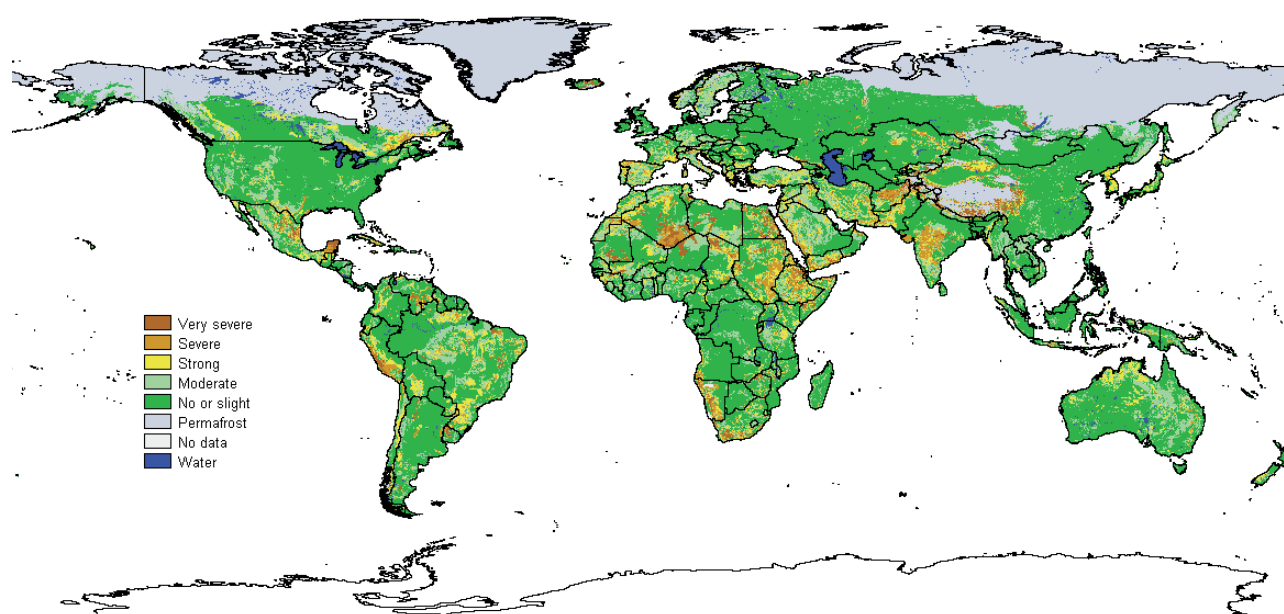 Very severe
Severe
Strong
Moderate
No or slight
Permafrost
No data
Water